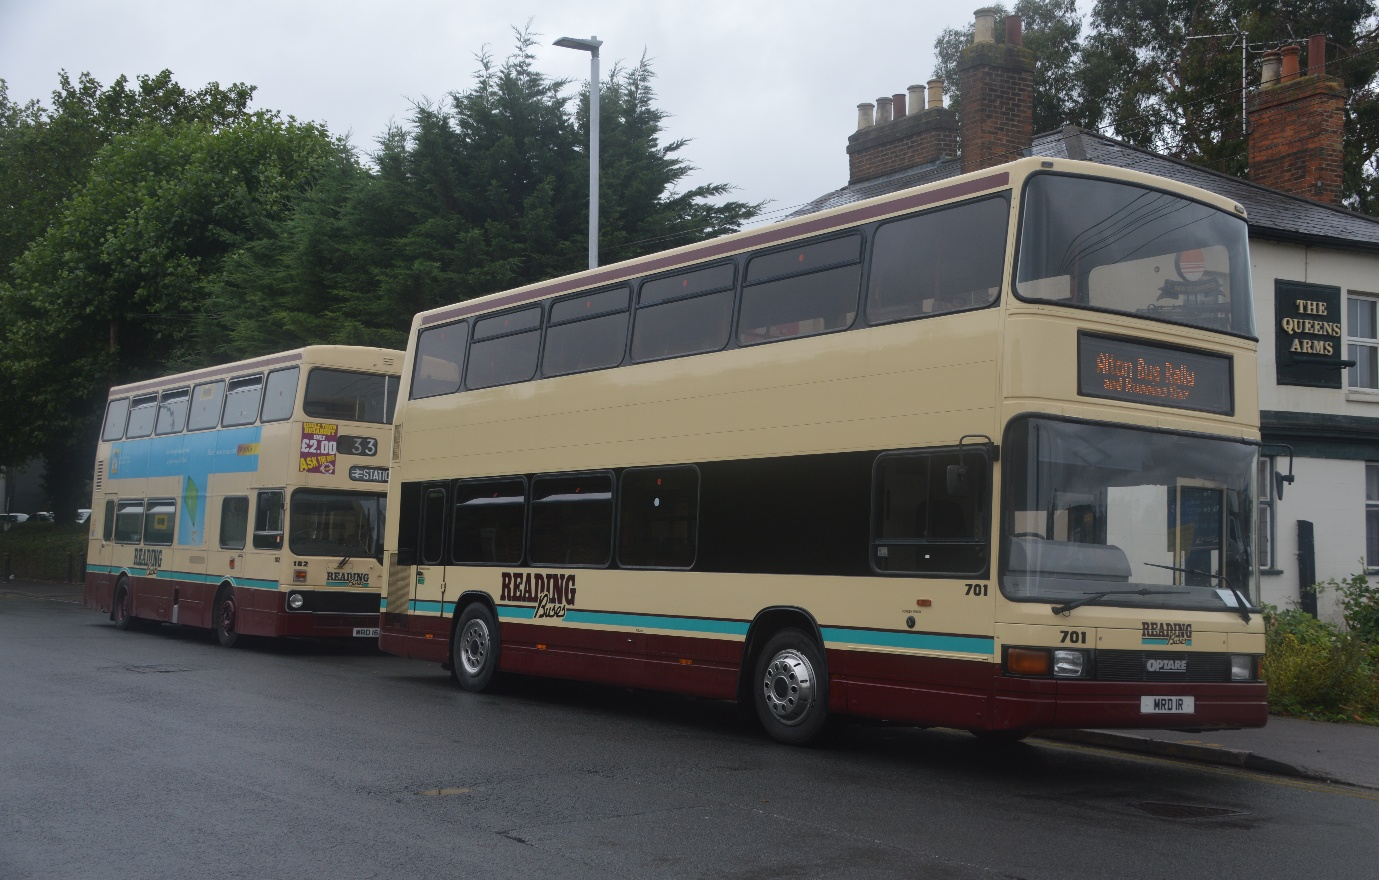 THE
QUEENS
ARMS
Alton Bus Rally
and Running Day
£2.00
ASK THE
33
READING
Buses
182
READING
Buses
READING
Buses
701
701
READING
Buses
OPTARE
MRD 1R